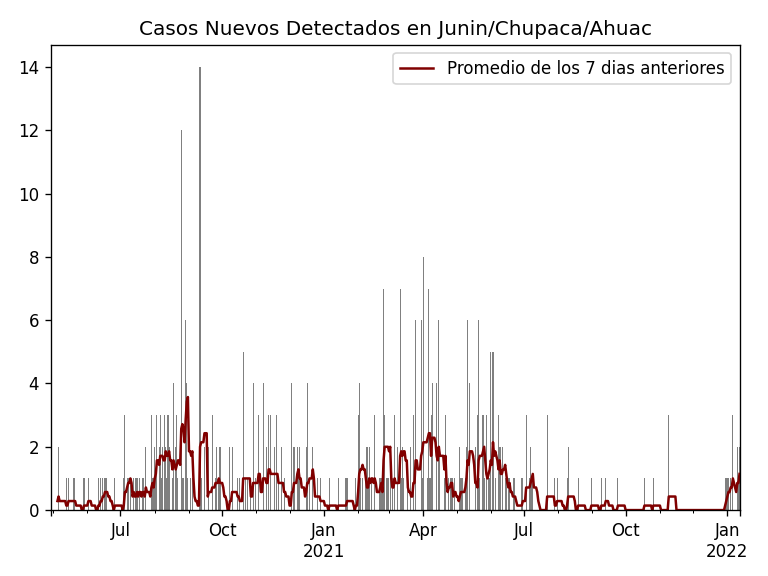 Casos Nuevos Detectados en Junin/Chupaca/Ahuac
Promedio de los 7 dias anteriores
14
12
10
8
6
4
2
0
Jul
Oct
Jan
2021
Apr
Jul
Oct
Jan
2022